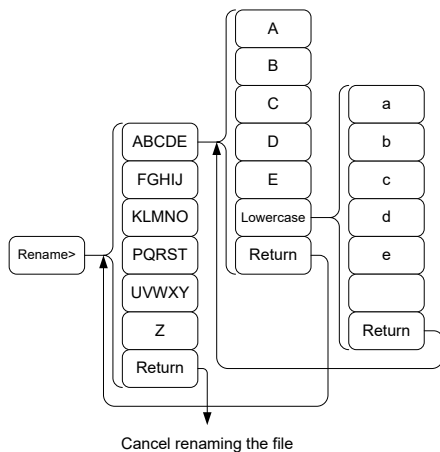 Rename>
ABCDE
FGHIJ
KLMNO
PQRST
UVWXY
Z
Return
A
B
C
D
E
Lowercase
Return
a
b
c
d
e
Return
Cancel renaming the file